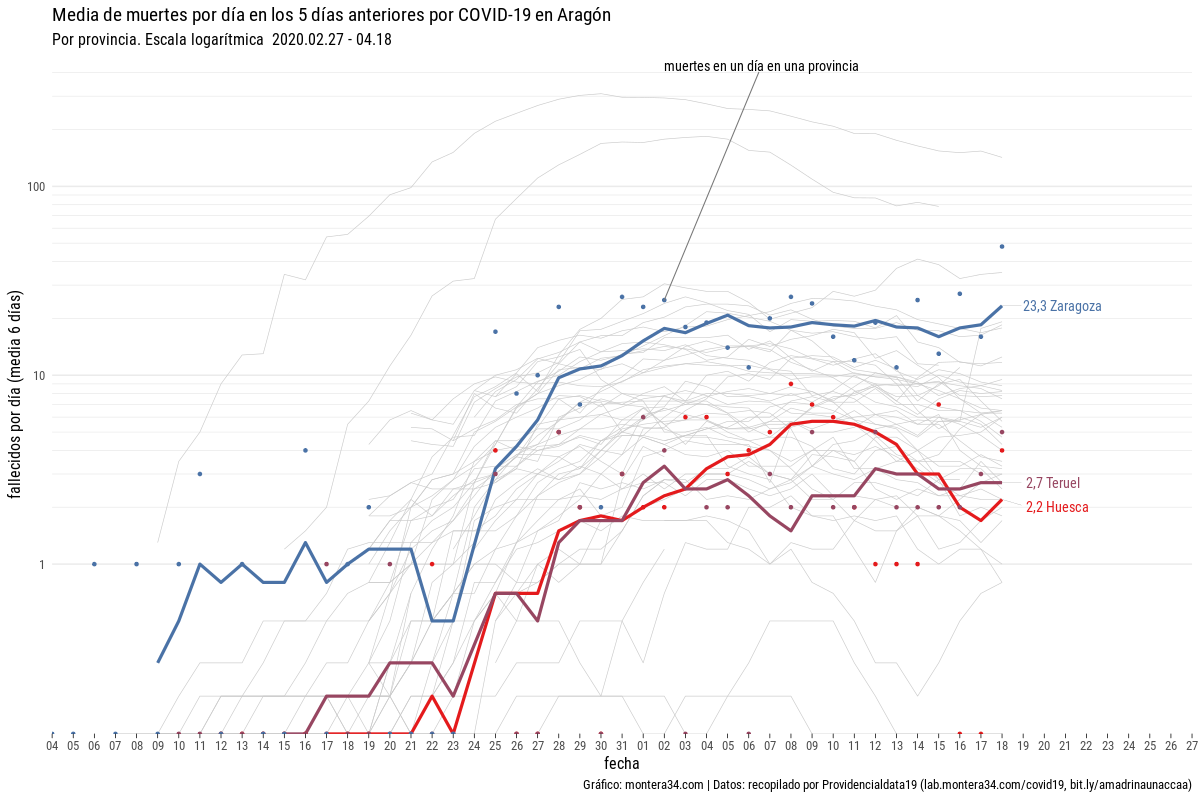 Media de muertes por día en los 5 días anteriores por COVID-19 en Aragón
Por provincia. Escala logarítmica 2020.02.27 - 04.18
muertes en un día en una provincia
fallecidos por día (media 6 días)
100
10
1
23,3 Zaragoza
2,7 Teruel
2,2 Huesca
04 05 06 07 08 09 10 11 12 13 14 15 16 17 18 19 20 21 22 23 24 25 26 27 28 29 30 31 01 02 03 04 05 06 07 08 09 10 11 12 13 14 15 16 17 18 19 20 21 22 23 24 25 26 27
fecha
Gráfico: montera34.com | Datos: recopilado por Providencialdata19 (lab.montera34.com/covid19, bit.ly/amadrinaunaccaa)